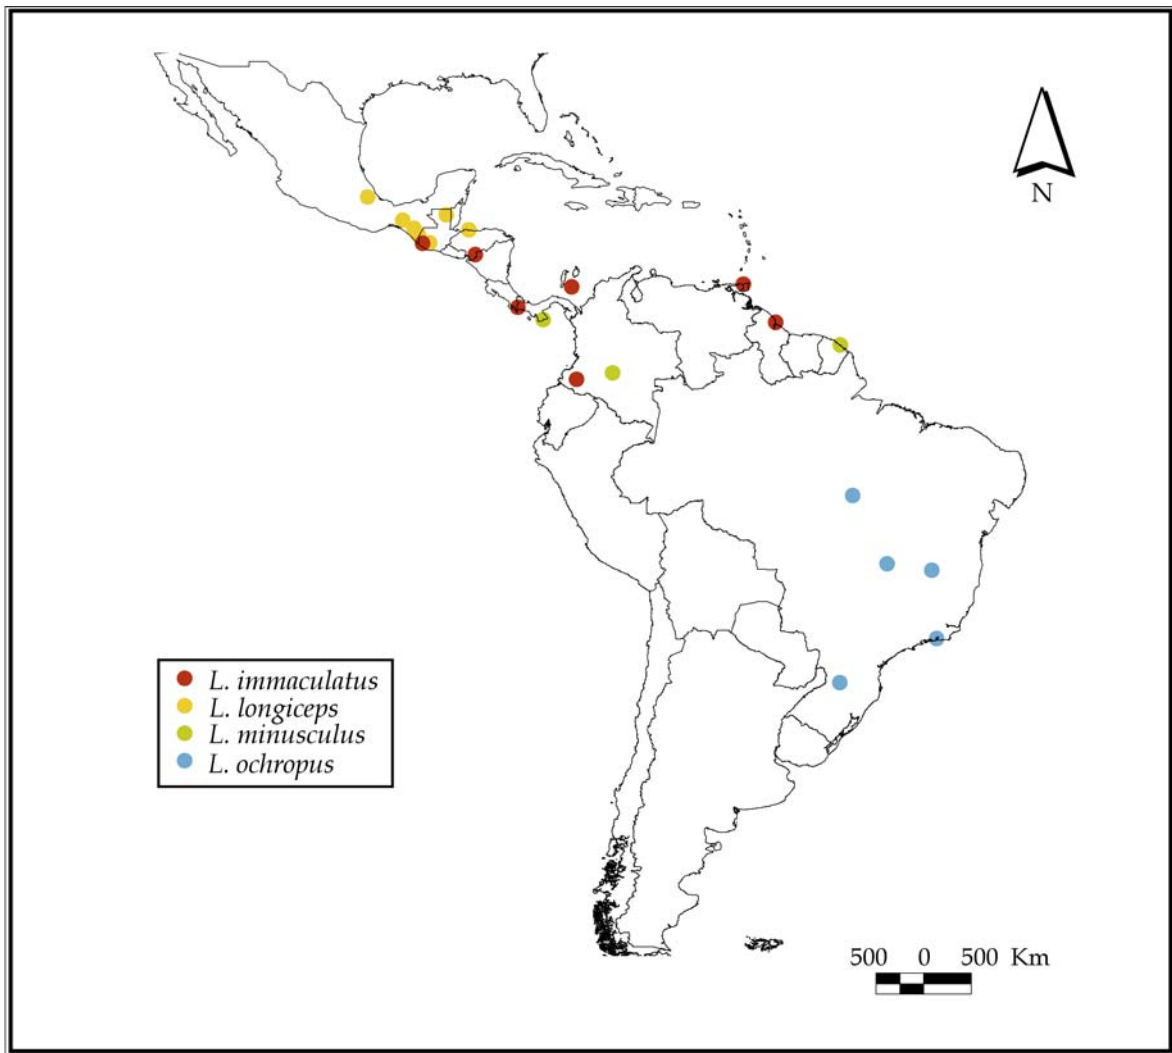 N
L. immaculatus
L. longiceps
L. minusculus
L. ochropus
500 0 500 Km